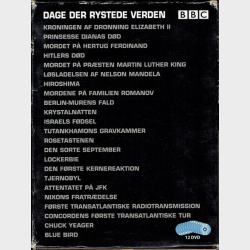 DAGE DER RYSTEDE VERDEN
BBC
KRONINGEN AF DRONNING ELIZABETH II
PRINSESSE DIANAS DØD
MORDET PÅ HERTUG FERDINAND
HITLERS DØD
MORDET PÅ PRÆSTEN MARTIN LUTHER KING
LØSLADELSEN AF NELSON MANDELA
HIROSHIMA
MORDENE PÅ FAMILIEN ROMANOV
BERLIN-MURENS FALD
KRYSTALNATTEN
ISRAELS FØDSEL
TUTANKHAMONS GRAVKAMMER
ROSETASTENEN
DEN SORTE SEPTEMBER
LOCKERBIE
DEN FØRSTE KERNEREAKTION
TJERNOBYL
ATTENTATET PÅ JFK
NIXONS FRATRÆDELSE
FØRSTE TRANSATLANTISKE RADIOTRANSMISSION
CONCORDENS FØRSTE TRANSATLANTISKE TUR
CHUCK YEAGER
BLUE BIRD
12 DVD